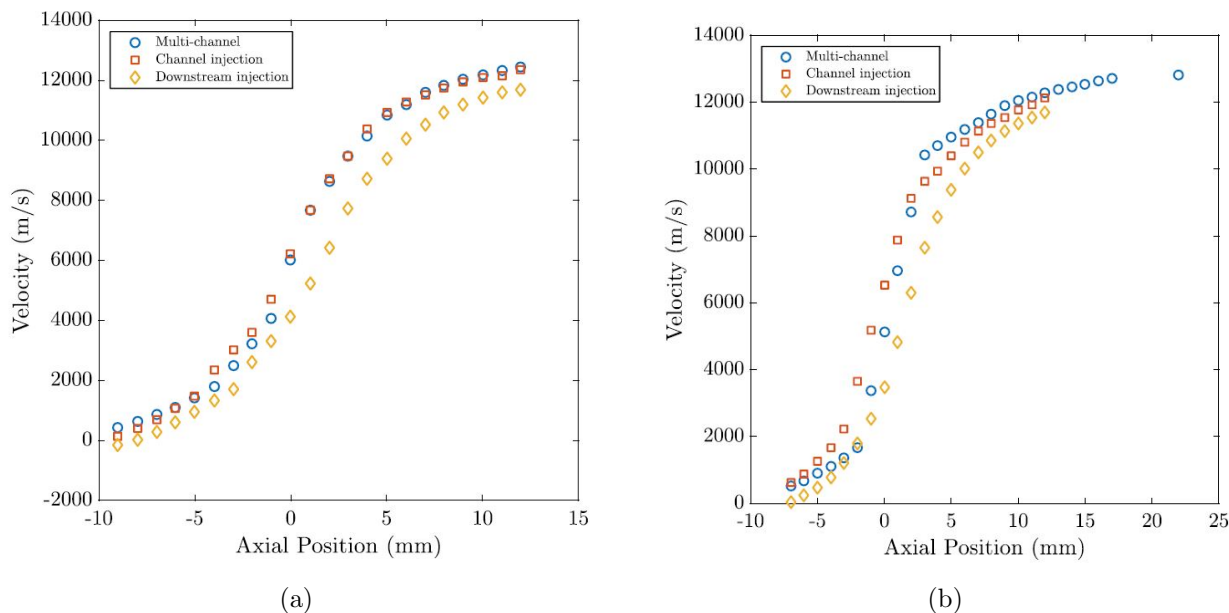 14000
12000
10000
8000
6000
4000
2000
0
-2000
Velocity (m/s)
Multi-channel
Channel injection
Downstream injection
-10
-5
0
5
10
15
Axial Position (mm)
(a)
14000
12000
10000
8000
6000
4000
2000
0
Velocity (m/s)
Multi-channel
Channel injection
Downstream injection
-10
-5
0
5
10
15
20
25
Axial Position (mm)
(b)